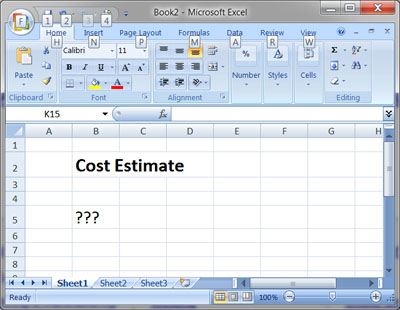 Book2 - Microsoft Excel
F 1 2 3 4
Home Insert Page Layout Formulas Data Review View
H N P M A R W
Paste
Calibri 11
B I U A A
A
Clipboard Font Alignment
%
Number
Styles
Cells
Σ
Editing
K15 fx
A B C D E F G H
1
2 Cost Estimate
3
4
5 ???
6
7
8
Sheet1 Sheet2 Sheet3
Ready 100%